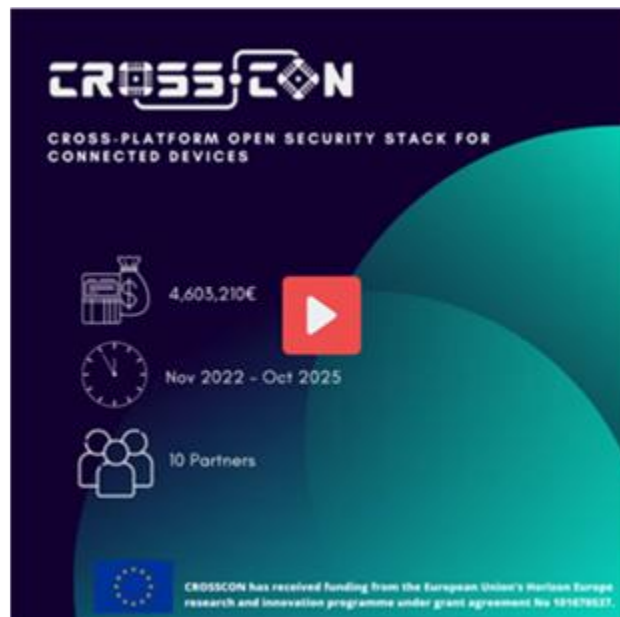 CROSSCON
CROSS-PLATFORM OPEN SECURITY STACK FOR
CONNECTED DEVICES
4,603,210€
Nov 2022 - Oct 2025
10 Partners
CROSSCON has received funding from the European Union's Horizon Europe
research and innovation programme under grant agreement No